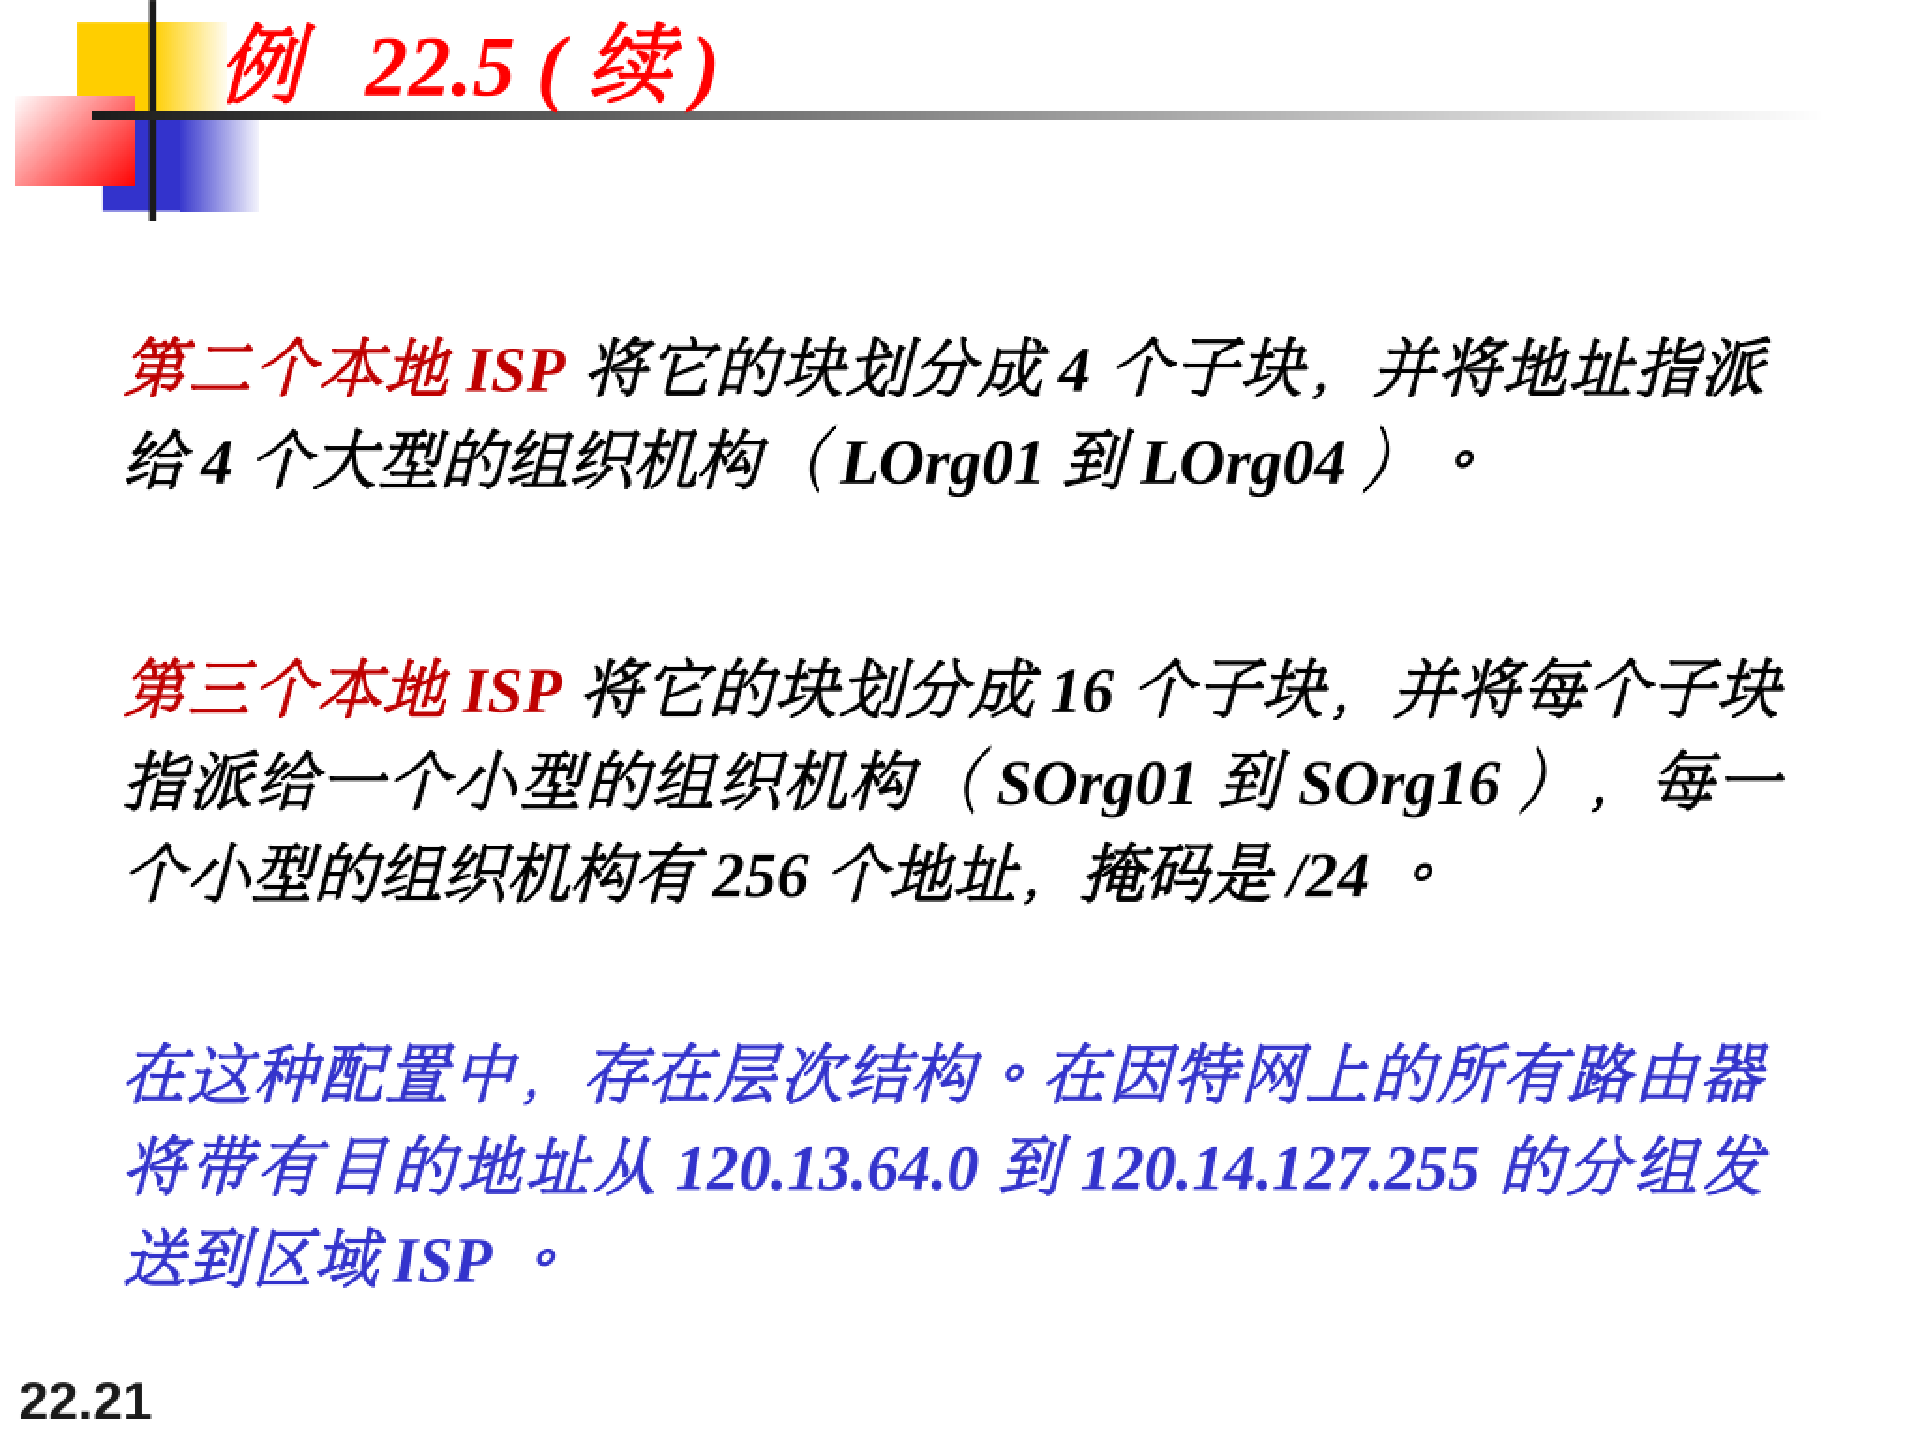 例 22.5 ( 续 )
第二个本地 ISP 将它的块划分成 4 个子块，并将地址指派
给 4 个大型的组织机构（ LOrg01 到 LOrg04 ）。
第三个本地 ISP 将它的块划分成 16 个子块，并将每个子块
指派给一个小型的组织机构（ SOrg01 到 SOrg16 ），每一
个小型的组织机构有 256 个地址，掩码是 /24 。
在这种配置中，存在层次结构。在因特网上的所有路由器
将带有目的地址从 120.13.64.0 到 120.14.127.255 的分组发
送到区域 ISP 。
22.21